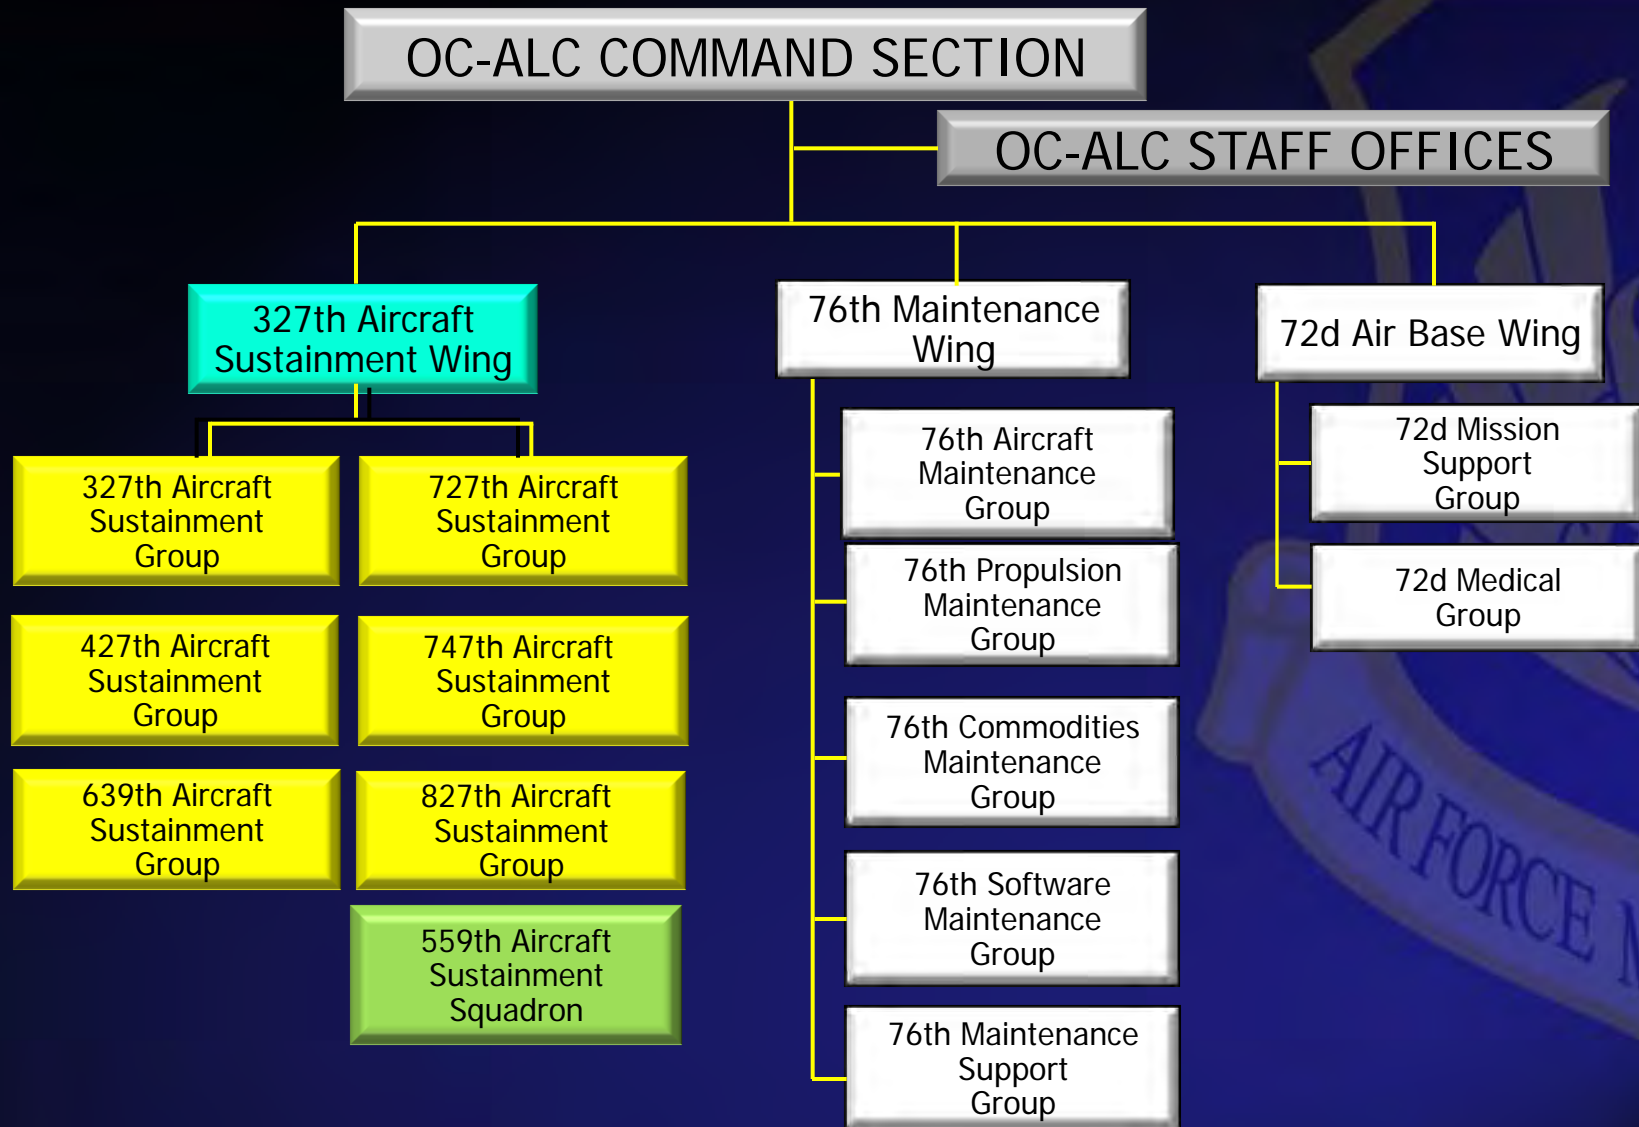 OC-ALC COMMAND SECTION
OC-ALC STAFF OFFICES
327th Aircraft
Sustainment Wing
327th Aircraft
Sustainment
Group
727th Aircraft
Sustainment
Group
427th Aircraft
Sustainment
Group
747th Aircraft
Sustainment
Group
639th Aircraft
Sustainment
Group
827th Aircraft
Sustainment
Group
559th Aircraft
Sustainment
Squadron
76th Maintenance
Wing
76th Aircraft
Maintenance
Group
76th Propulsion
Maintenance
Group
76th Commodities
Maintenance
Group
76th Software
Maintenance
Group
76th Maintenance
Support
Group
72d Air Base Wing
72d Mission
Support
Group
72d Medical
Group
AIR FORCE